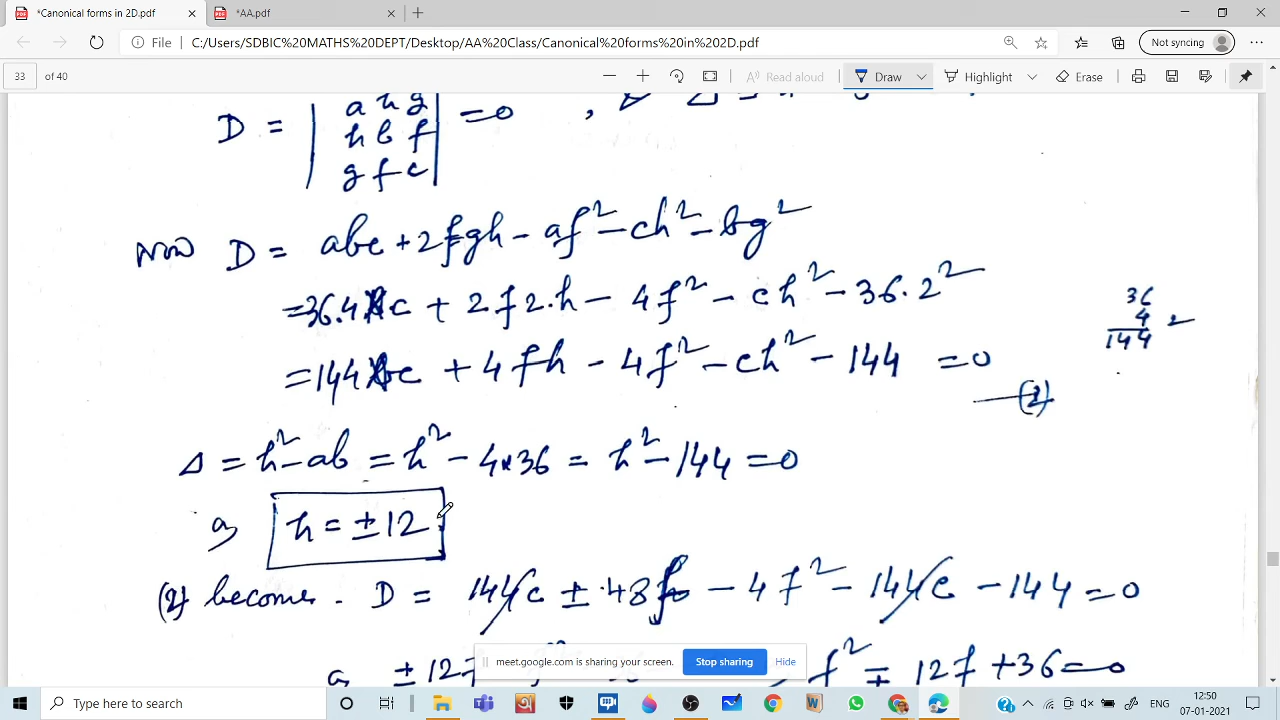 *Canonical forms in 2D.pdf
*AA.pdf
File C:/Users/SDBIC%20MATHS%20DEPT/Desktop/AA%20Class/Canonical%20forms%20in%202D.pdf
Not syncing
33 of 40
Read aloud
Draw
Highlight
Erase
D = | a h g
h b f
g f c | =0 ,
Now D = abc + 2fgh - af² - ch² - bg²
= 36.4 c + 2f2.h - 4f² - ch² - 36.2²
= 144 c + 4fh - 4f² - ch² - 144 = 0
(2)
36
4
144
Δ = h² - ab = h² - 4×36 = h² - 144 = 0
h = ±12
(2) becomes. D = 144c ± 48f - 4f² - 144c - 144 = 0
± 12f
f² ∓ 12f + 36 = 0
meet.google.com is sharing your screen.
Stop sharing
Hide
Type here to search
ENG
12:50
07-01-2021